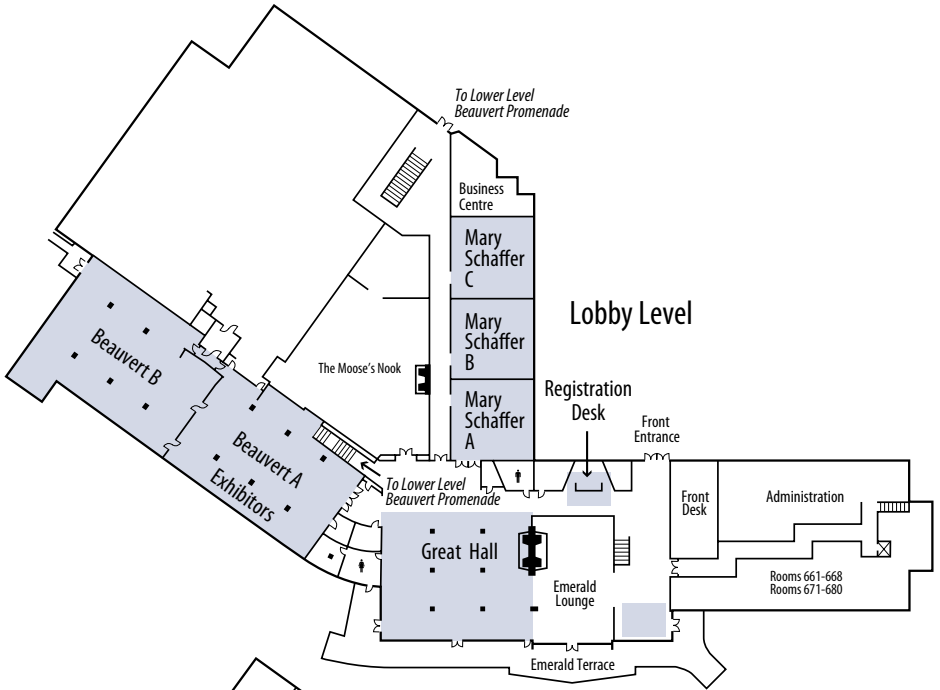 To Lower Level
Beauvert Promenade
Business
Centre
Mary
Schaffer
C
Lobby Level
Mary
Schaffer
B
Beauvert B
The Moose's Nook
Registration
Desk
Mary
Schaffer
A
Front
Entrance
Beauvert A
Exhibitors
To Lower Level
Beauvert Promenade
Front
Desk
Administration
Great Hall
Emerald
Lounge
Rooms 661-668
Rooms 671-680
Emerald Terrace